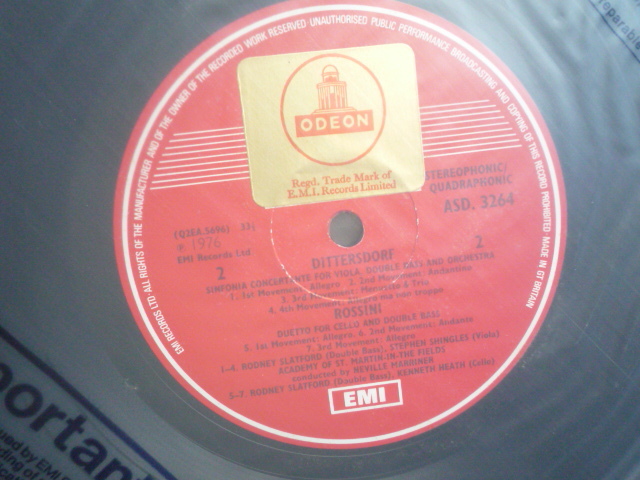 EMI RECORDS LTD ALL RIGHTS OF THE MANUFACTURER AND OF THE OWNER OF THE RECORDED WORK RESERVED UNAUTHORISED PUBLIC PERFORMANCE BROADCASTING AND COPYING OF THIS RECORD PROHIBITED MADE IN GT BRITAIN
ODEON
Regd. Trade Mark of
E.M.I. Records Limited
STEREOPHONIC/
QUADRAPHONIC
ASD. 3264
33⅓
℗ 1976
EMI Records Ltd
2
2
DITTERSDORF
SINFONIA CONCERTANTE FOR VIOLA, DOUBLE BASS AND ORCHESTRA
1. 1st Movement: Allegro 2. 2nd Movement: Andantino
3. 3rd Movement: Menuetto & Trio
4. 4th Movement: Allegro ma non troppo
ROSSINI
DUETTO FOR CELLO AND DOUBLE BASS
5. 1st Movement: Allegro. 6. 2nd Movement: Andante
7. 3rd Movement: Allegro
1-4. RODNEY SLATFORD (Double Bass), STEPHEN SHINGLES (Viola)
ACADEMY OF ST. MARTIN-IN-THE FIELDS
conducted by NEVILLE MARRINER
5-7. RODNEY SLATFORD (Double Bass), KENNETH HEATH (Cello)
EMI